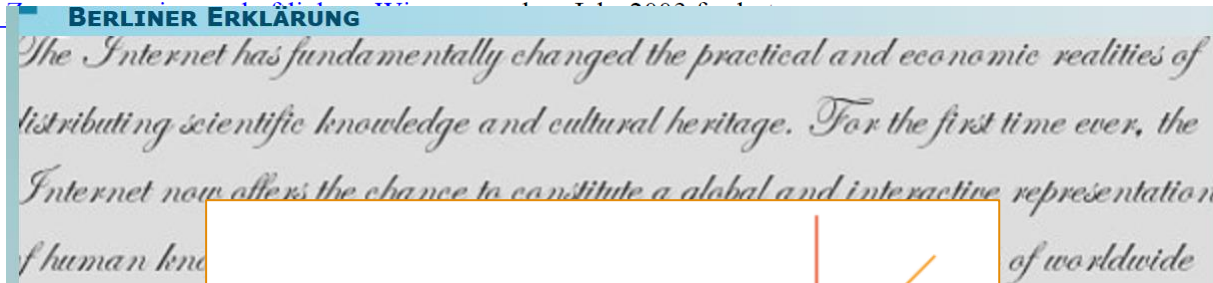 BERLINER ERKLÄRUNG
The Internet has fundamentally changed the practical and economic realities of
distributing scientific knowledge and cultural heritage. For the first time ever, the
Internet now offers the chance to constitute a global and interactive representation
of human
of worldwide